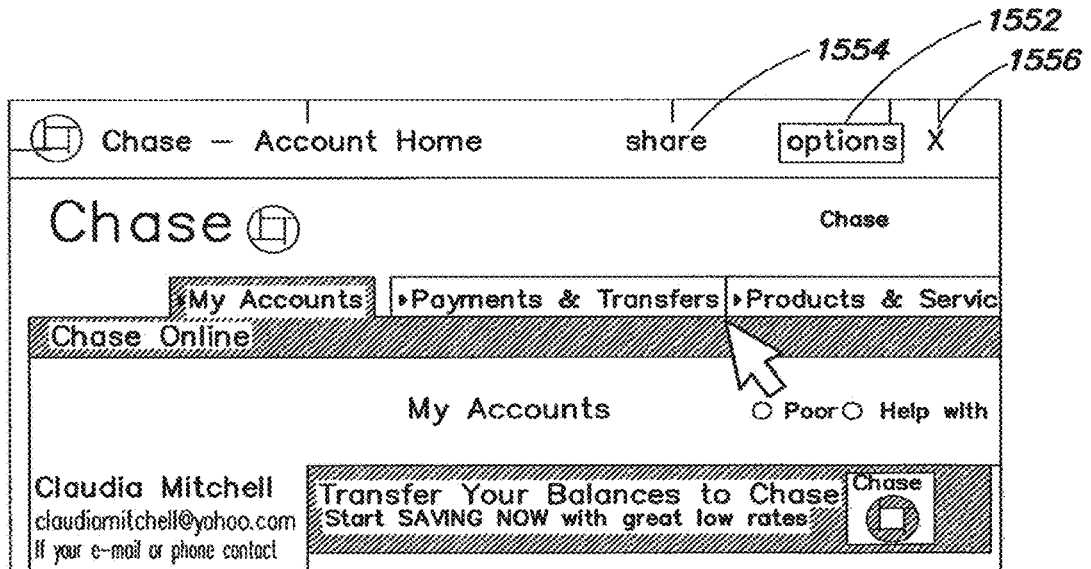 1552
1554
1556
Chase – Account Home share options X
Chase Chase
My Accounts Payments & Transfers Products & Servic
Chase Online
My Accounts Poor Help with
Claudia Mitchell
claudiamitchell@yahoo.com
If your e-mail or phone contact
Transfer Your Balances to Chase
Start SAVING NOW with great low rates
Chase